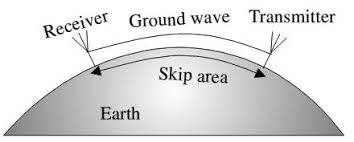 Receiver
Ground wave
Transmitter
Skip area
Earth